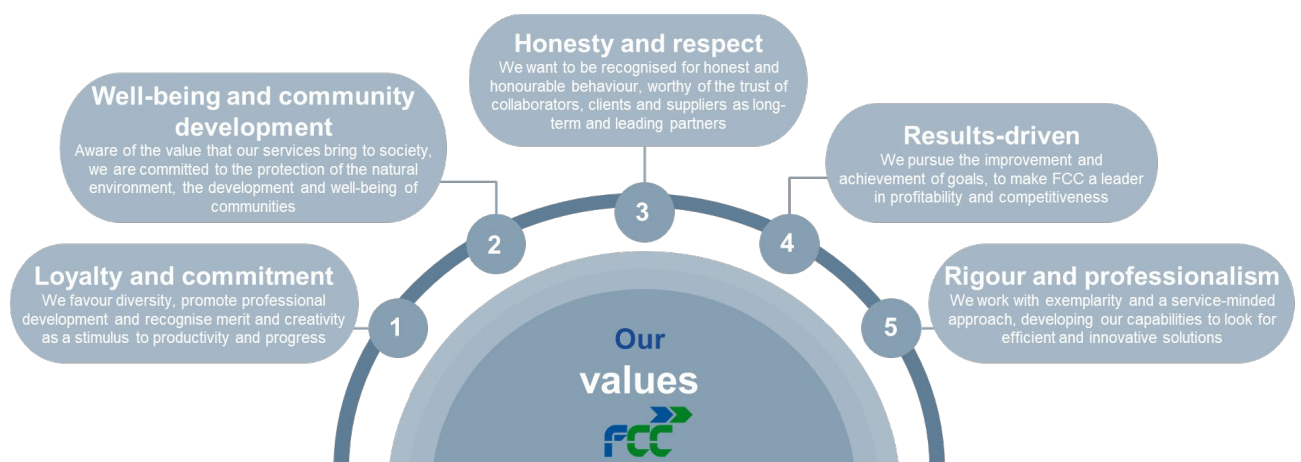 Honesty and respect
We want to be recognised for honest and
honourable behaviour, worthy of the trust of
collaborators, clients and suppliers as long-
term and leading partners
Well-being and community
development
Aware of the value that our services bring to society,
we are committed to the protection of the natural
environment, the development and well-being of
communities
Results-driven
We pursue the improvement and
achievement of goals, to make FCC a leader
in profitability and competitiveness
3
2
4
Loyalty and commitment
We favour diversity, promote professional
development and recognise merit and creativity
as a stimulus to productivity and progress
1
5
Rigour and professionalism
We work with exemplarity and a service-minded
approach, developing our capabilities to look for
efficient and innovative solutions
Our
values
FCC